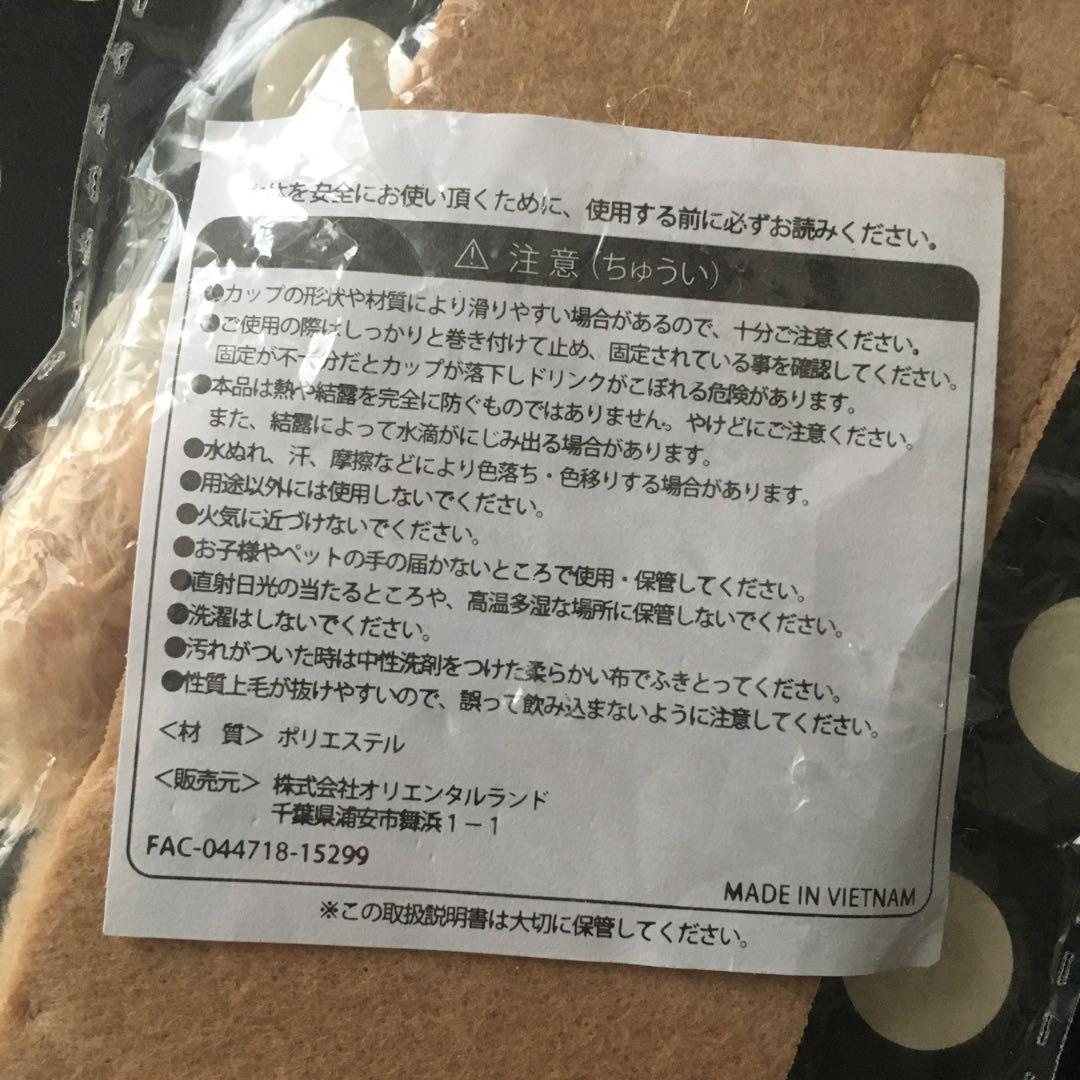 体を安全にお使い頂くために、使用する前に必ずお読みください。
⚠ 注意(ちゅうい)
●カップの形状や材質により滑りやすい場合があるので、十分ご注意ください。
●ご使用の際はしっかりと巻き付けて止め、固定されている事を確認してください。
固定が不十分だとカップが落下しドリンクがこぼれる危険があります。
●本品は熱や結露を完全に防ぐものではありません。やけどにご注意ください。
また、結露によって水滴がにじみ出る場合があります。
●水ぬれ、汗、摩擦などにより色落ち・色移りする場合があります。
●用途以外には使用しないでください。
●火気に近づけないでください。
●お子様やペットの手の届かないところで使用・保管してください。
●直射日光の当たるところや、高温多湿な場所に保管しないでください。
●洗濯はしないでください。
●汚れがついた時は中性洗剤をつけた柔らかい布でふきとってください。
●性質上毛が抜けやすいので、誤って飲み込まないように注意してください。
<材 質> ポリエステル
<販売元> 株式会社オリエンタルランド
千葉県浦安市舞浜1-1
FAC-044718-15299
MADE IN VIETNAM
※この取扱説明書は大切に保管してください。